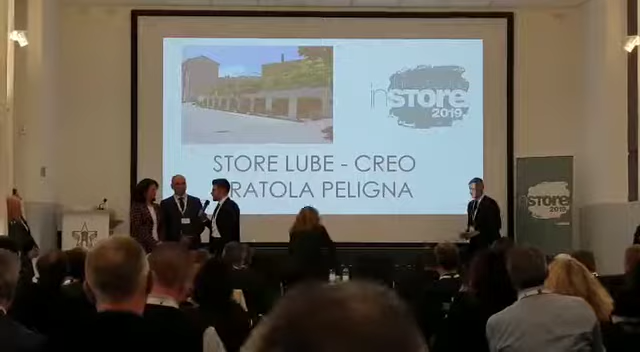 inSTORE
2019
STORE LUBE - CREO
RATOLA PELIGNA
inSTORE
2019